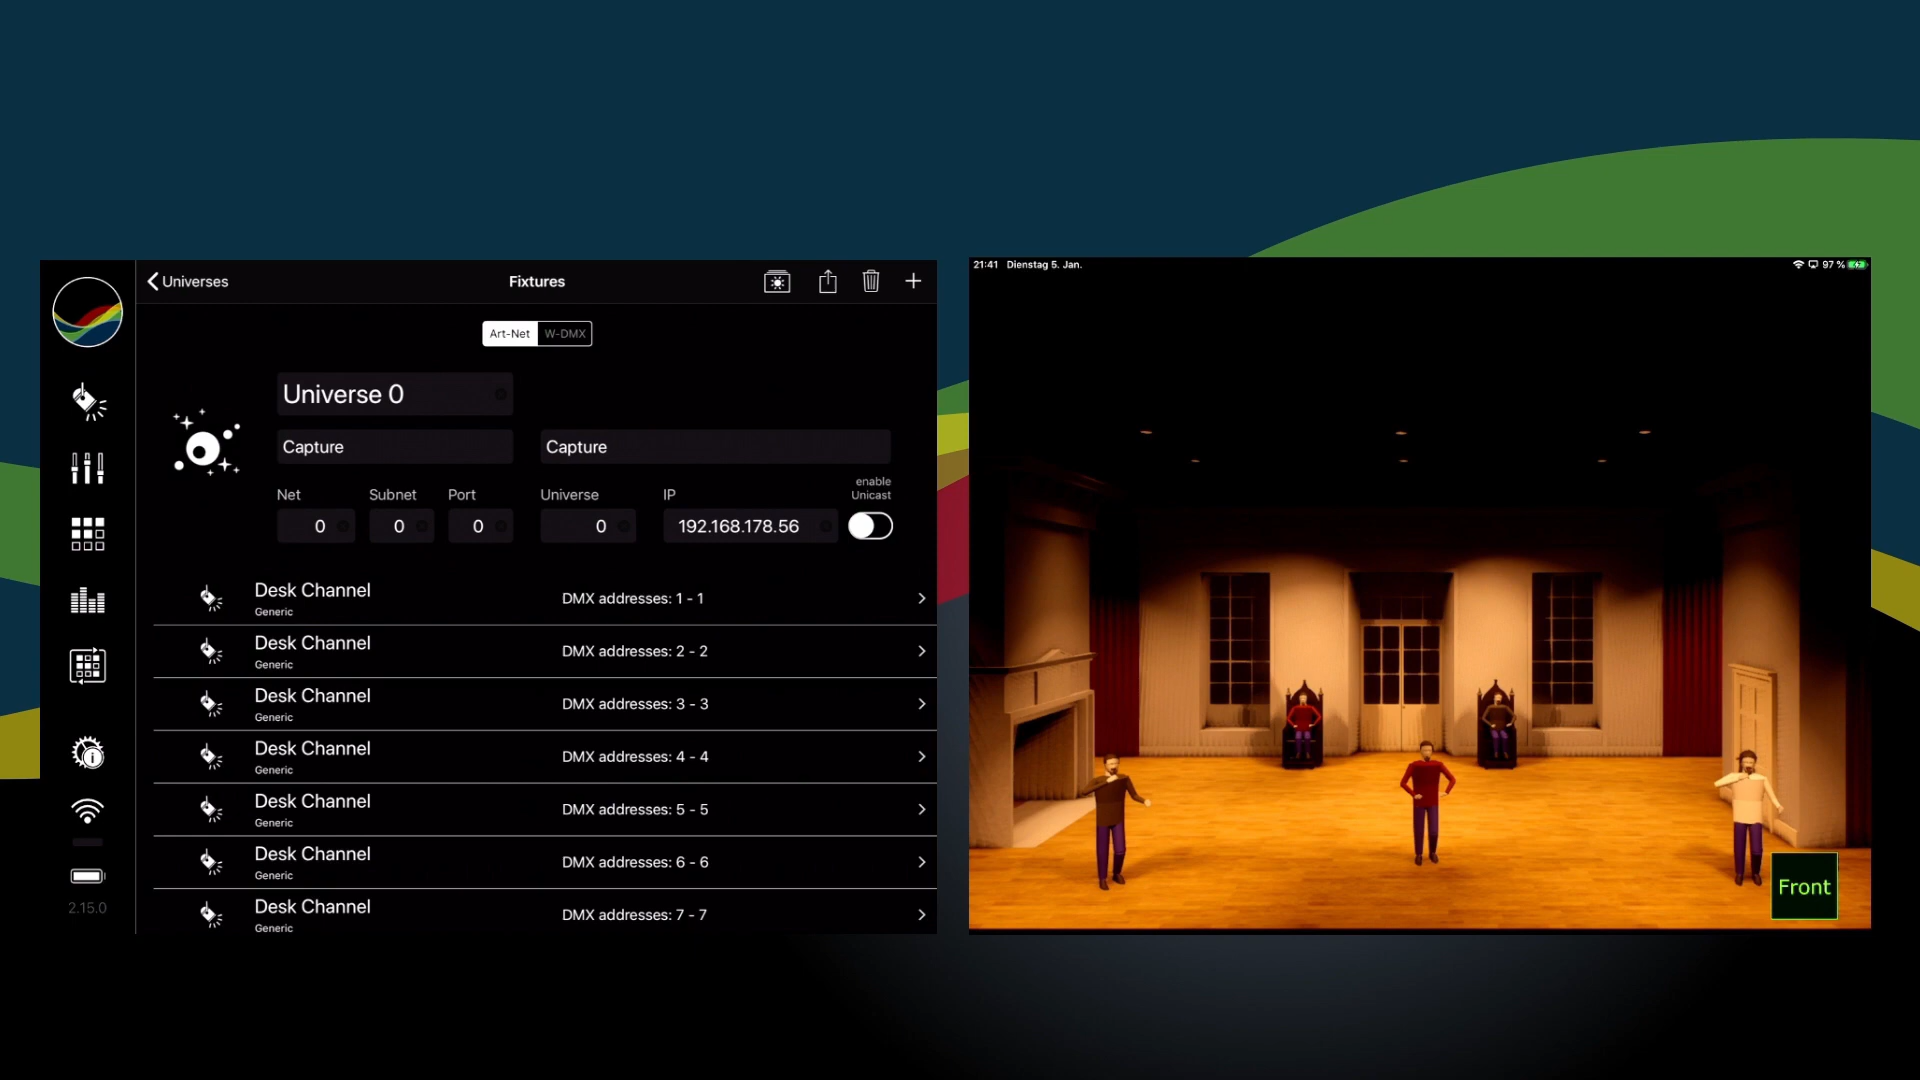 Universes
Fixtures
Art-Net W-DMX
Universe 0
Capture Capture
Net Subnet Port Universe IP enable Unicast
0 0 0 0 192.168.178.56
Desk Channel DMX addresses: 1 - 1
Generic
Desk Channel DMX addresses: 2 - 2
Generic
Desk Channel DMX addresses: 3 - 3
Generic
Desk Channel DMX addresses: 4 - 4
Generic
Desk Channel DMX addresses: 5 - 5
Generic
Desk Channel DMX addresses: 6 - 6
Generic
Desk Channel DMX addresses: 7 - 7
Generic
2.15.0
21:41 Dienstag 5. Jan. 97 %
Front